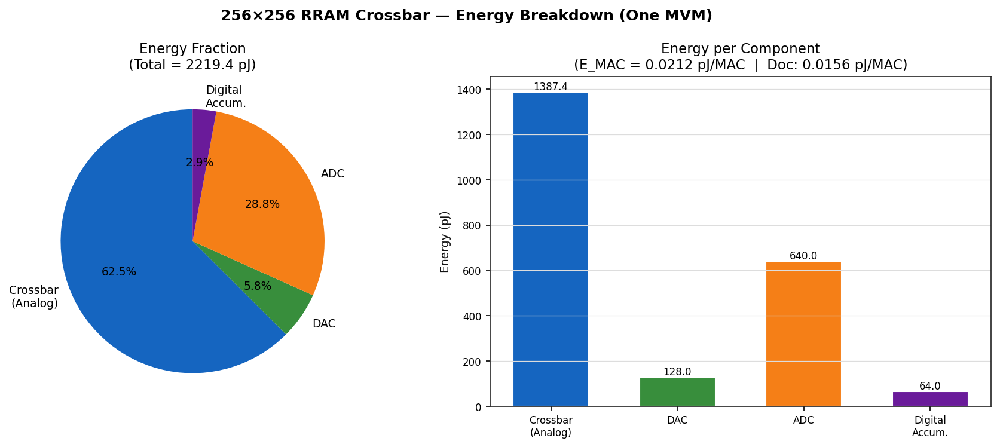 256×256 RRAM Crossbar — Energy Breakdown (One MVM)
Energy Fraction
(Total = 2219.4 pJ)
Digital
Accum.
2.9%
ADC
28.8%
62.5%
5.8%
Crossbar
(Analog)
DAC
Energy per Component
(E_MAC = 0.0212 pJ/MAC | Doc: 0.0156 pJ/MAC)
Energy (pJ)
1400
1200
1000
800
600
400
200
0
1387.4
128.0
640.0
64.0
Crossbar
(Analog)
DAC
ADC
Digital
Accum.